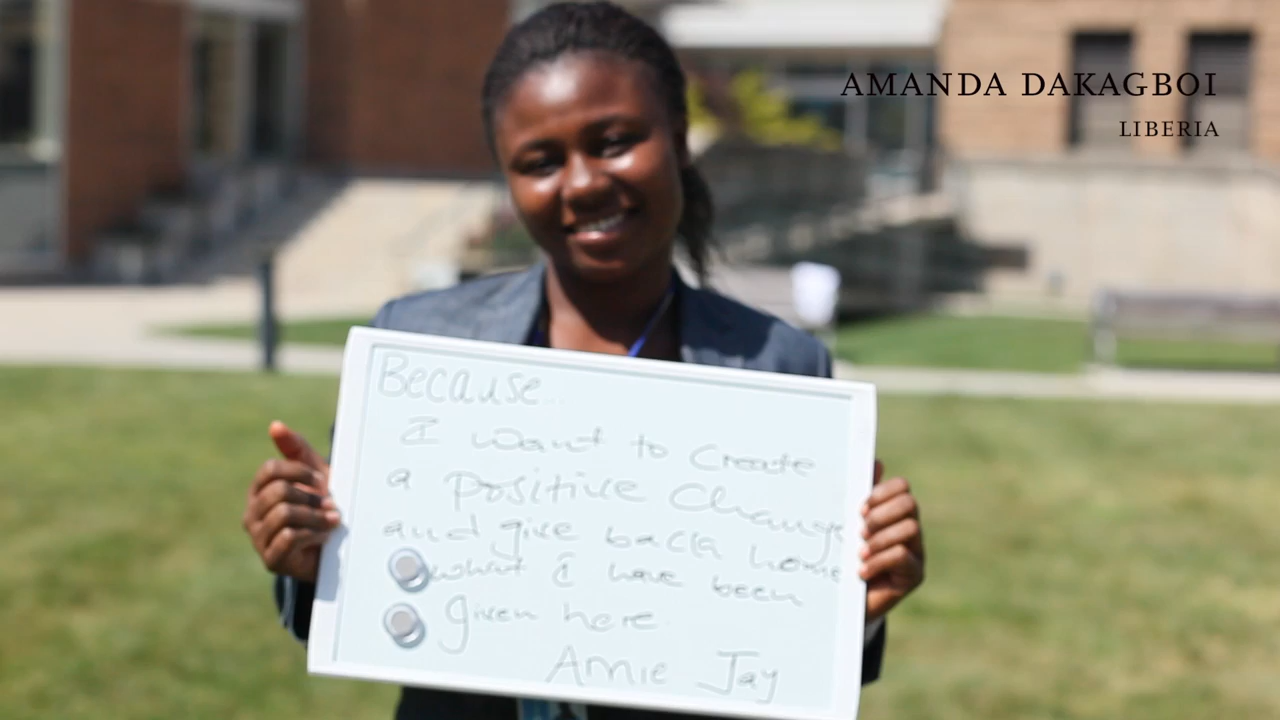 AMANDA DAKAGBOI
LIBERIA
Because...
I want to Create
a positive Change
and give back home
what I have been
given here.
Amie Jay